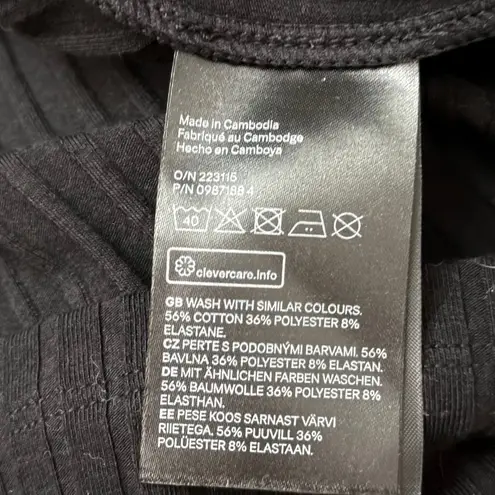 Made in Cambodia
Fabriqué au Cambodge
Hecho en Camboya
O/N 223115
P/N 0987188 4
40
clevercare.info
GB WASH WITH SIMILAR COLOURS.
56% COTTON 36% POLYESTER 8%
ELASTANE.
CZ PERTE S PODOBNÝMI BARVAMI. 56%
BAVLNA 36% POLYESTER 8% ELASTAN.
DE MIT ÄHNLICHEN FARBEN WASCHEN.
56% BAUMWOLLE 36% POLYESTER 8%
ELASTHAN.
EE PESE KOOS SARNAST VÄRVI
RIIETEGA. 56% PUUVILL 36%
POLÜESTER 8% ELASTAAN.